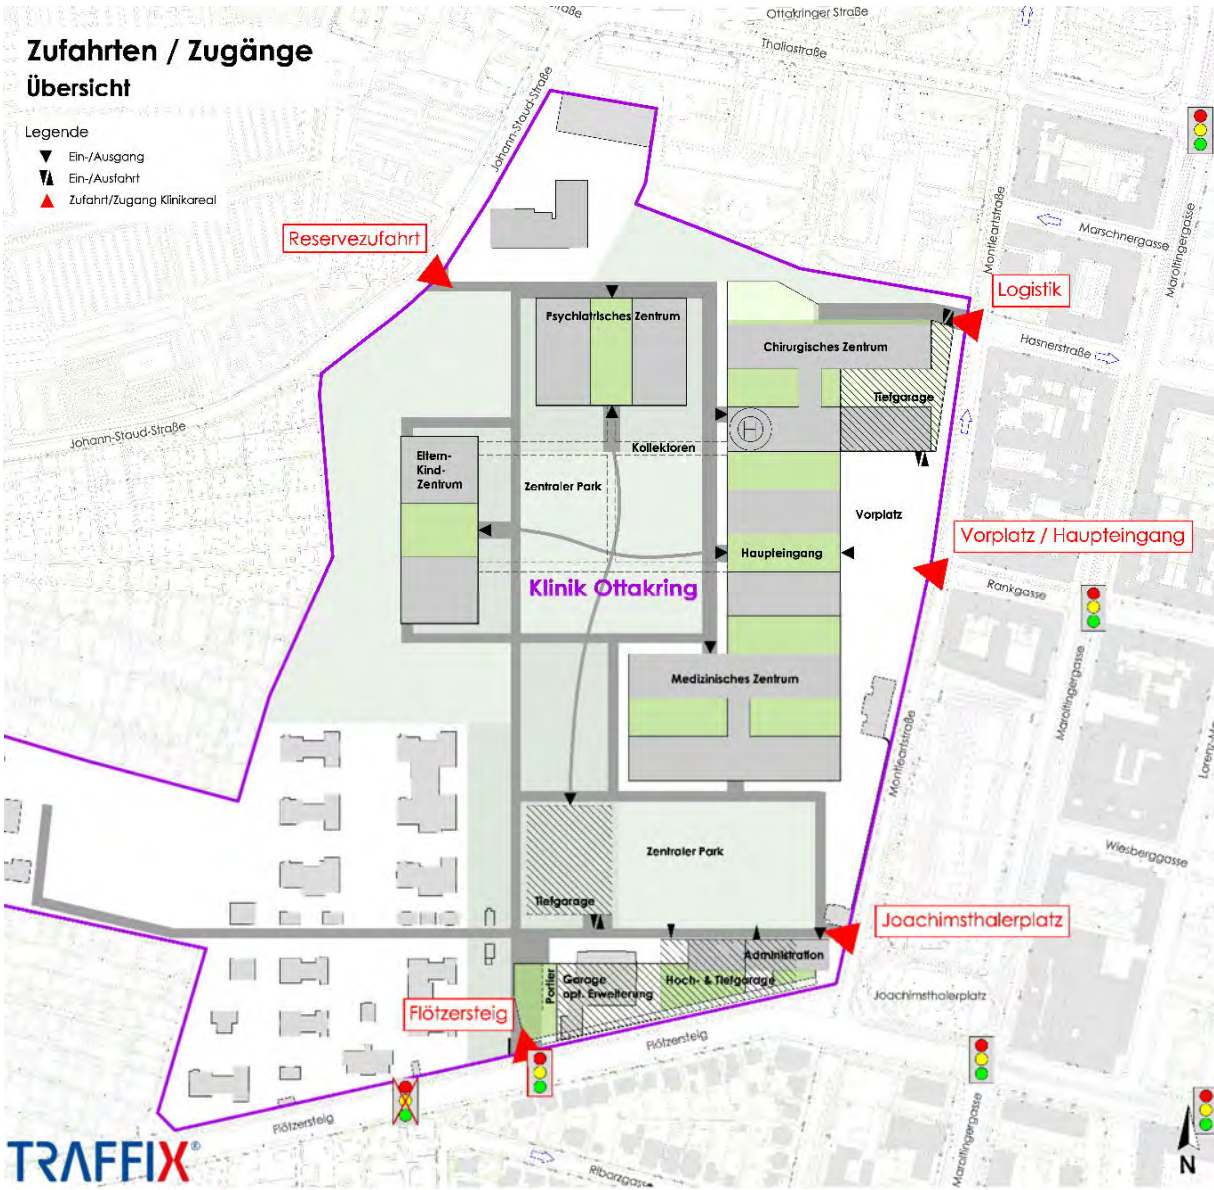 Zufahrten / Zugänge
Übersicht
Legende
Ein-/Ausgang
Ein-/Ausfahrt
Zufahrt/Zugang Klinikareal
Ottakringer Straße
Thaliastraße
Johann-Staud-Straße
Reservezufahrt
Montleartstraße
Marschnergasse
Maroltingergasse
Logistik
Hasnerstraße
Psychiatrisches Zentrum
Chirurgisches Zentrum
Tiefgarage
H
Johann-Staud-Straße
Eltern-
Kind-
Zentrum
Kollektoren
Zentraler Park
Vorplatz
Haupteingang
Vorplatz / Haupteingang
Klinik Ottakring
Rankgasse
Medizinisches Zentrum
Maroltingergasse
Montleartstraße
Zentraler Park
Wiesberggasse
Tiefgarage
Joachimsthalerplatz
Administration
Portier
Garage
opt. Erweiterung
Hoch- & Tiefgarage
Joachimsthalerplatz
Flötzersteig
Flötzersteig
Flötzersteig
Maroltingergasse
Ribarzgasse
TRAFFIX®
N